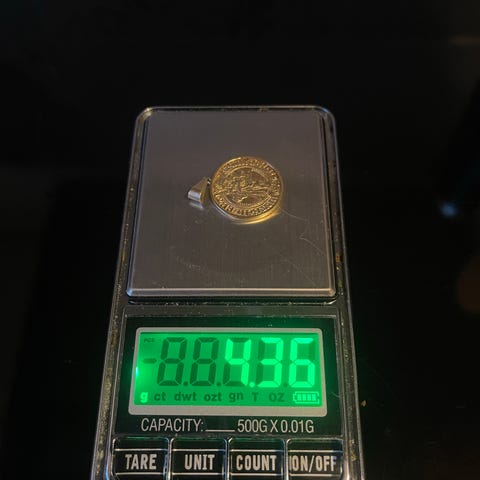 4.36
g ct dwt ozt gn T OZ
CAPACITY: 500G X 0.01G
TARE UNIT COUNT ON/OFF